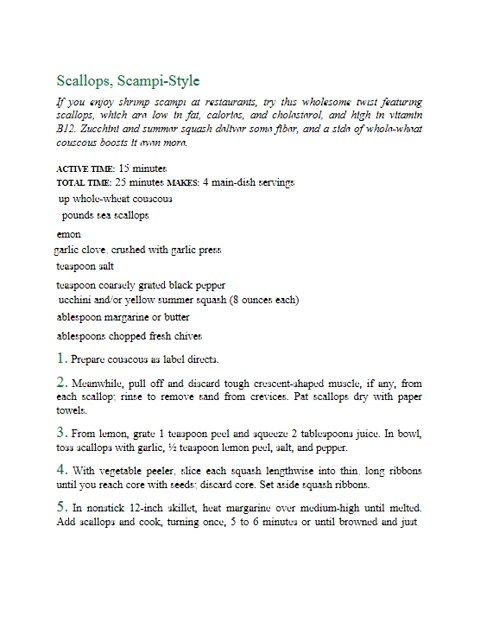 Scallops, Scampi-Style
If you enjoy shrimp scampi at restaurants, try this wholesome twist featuring
scallops, which are low in fat, calories, and cholesterol, and high in vitamin
B12. Zucchini and summer squash deliver some fiber, and a side of whole-wheat
couscous boosts it even more.
ACTIVE TIME: 15 minutes
TOTAL TIME: 25 minutes MAKES: 4 main-dish servings
up whole-wheat couscous
pounds sea scallops
emon
garlic clove, crushed with garlic press
teaspoon salt
teaspoon coarsely grated black pepper
ucchini and/or yellow summer squash (8 ounces each)
ablespoon margarine or butter
ablespoons chopped fresh chives
1. Prepare couscous as label directs.
2. Meanwhile, pull off and discard tough crescent-shaped muscle, if any, from
each scallop; rinse to remove sand from crevices. Pat scallops dry with paper
towels.
3. From lemon, grate 1 teaspoon peel and squeeze 2 tablespoons juice. In bowl,
toss scallops with garlic, ½ teaspoon lemon peel, salt, and pepper.
4. With vegetable peeler, slice each squash lengthwise into thin, long ribbons
until you reach core with seeds; discard core. Set aside squash ribbons.
5. In nonstick 12-inch skillet, heat margarine over medium-high until melted.
Add scallops and cook, turning once, 5 to 6 minutes or until browned and just